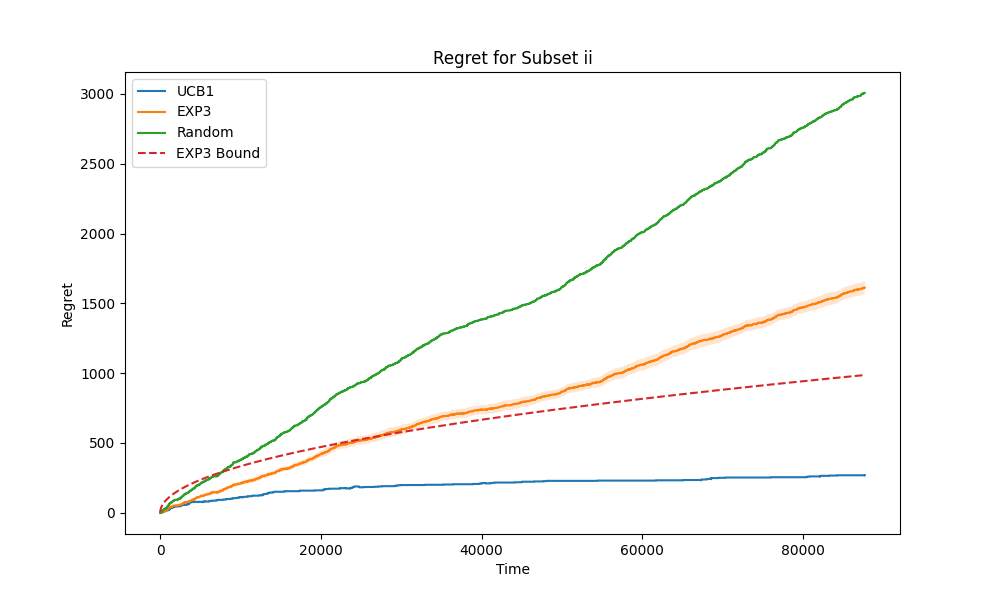 Regret for Subset ii
UCB1
EXP3
Random
EXP3 Bound
3000
2500
2000
1500
1000
500
0
Regret
0 20000 40000 60000 80000
Time